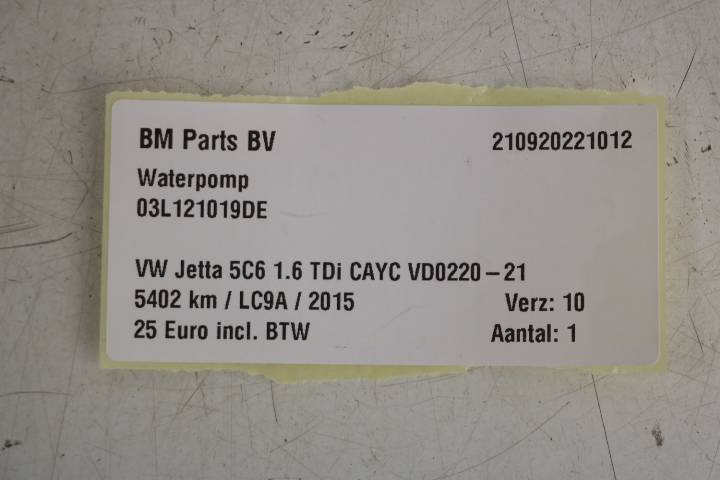 BM Parts BV 210920221012
Waterpomp
03L121019DE
VW Jetta 5C6 1.6 TDi CAYC VD0220-21
5402 km / LC9A / 2015 Verz: 10
25 Euro incl. BTW Aantal: 1